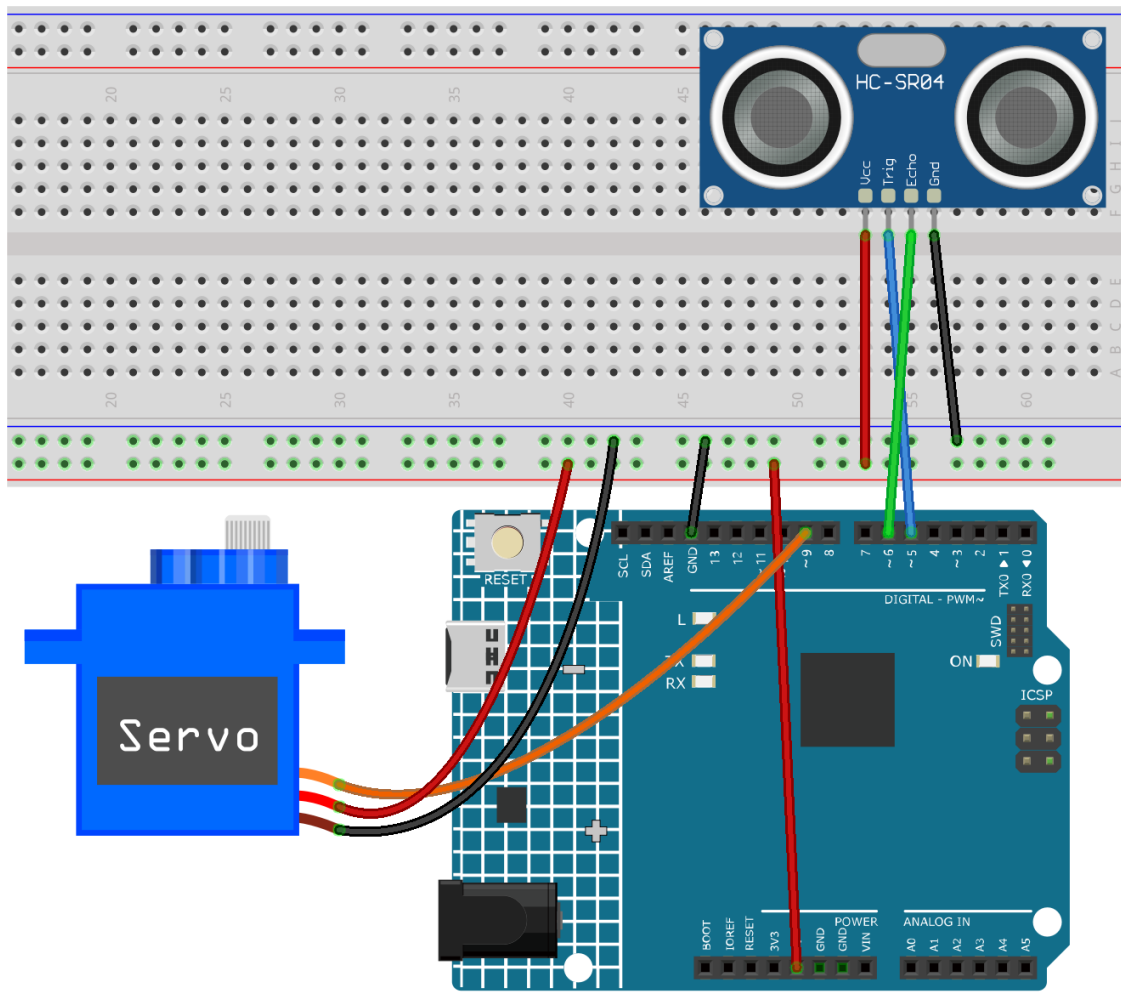 20 25 30 35 40 45
HC-SR04
Vcc Trig Echo Gnd
J
I
H
G
F
E
D
C
B
A
20 25 30 35 40 45 50 55 60
RESET
SCL SDA AREF GND 13 12 ~11 ~9 8 7 ~6 ~5 4 ~3 2 TX0▶1 RX0◀0
DIGITAL - PWM~
L
TX
RX
SWD
ON
ICSP
Servo
POWER
ANALOG IN
BOOT IOREF RESET 3V3 GND GND VIN A0 A1 A2 A3 A4 A5